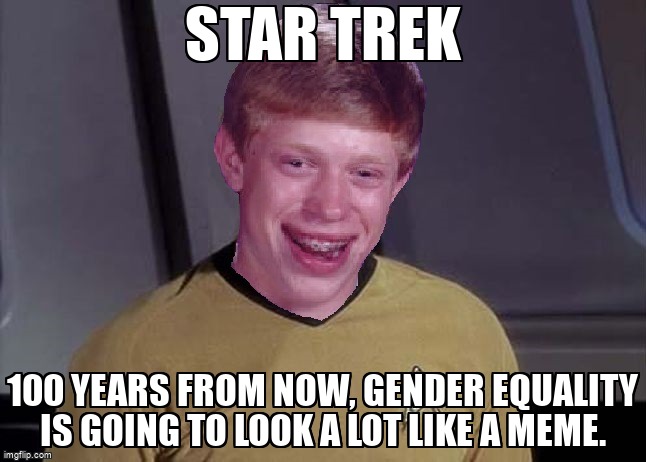 STAR TREK
100 YEARS FROM NOW, GENDER EQUALITY
IS GOING TO LOOK A LOT LIKE A MEME.
imgflip.com